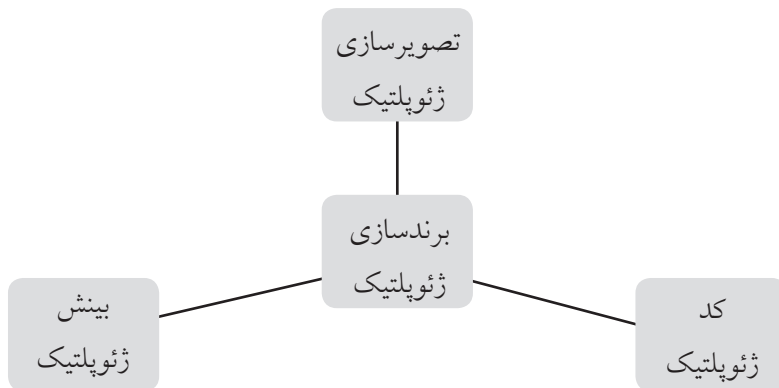 تصویرسازی
ژئوپلتیک
برندسازی
ژئوپلتیک
کد
ژئوپلتیک
بینش
ژئوپلتیک